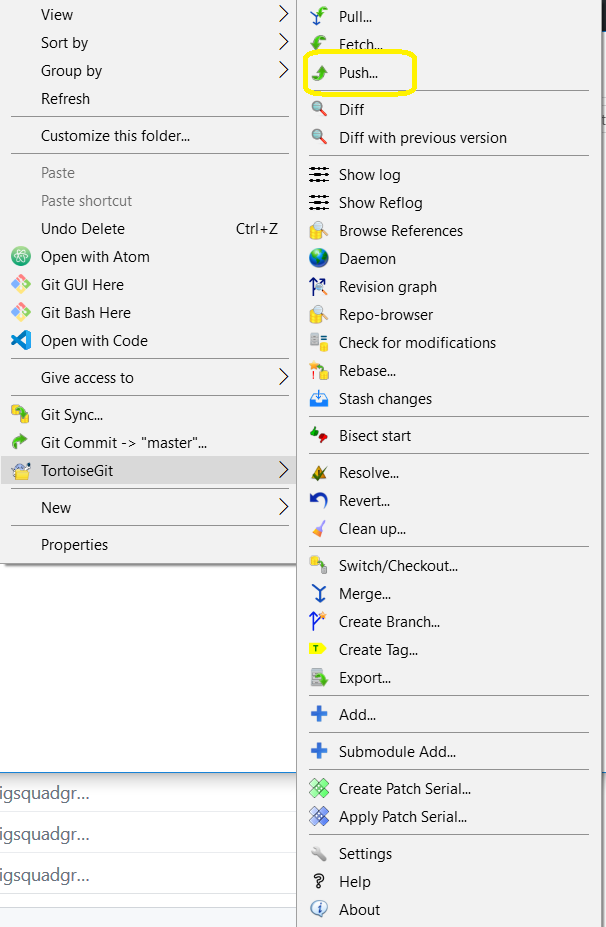 View
Sort by
Group by
Refresh
Customize this folder...
Paste
Paste shortcut
Undo Delete Ctrl+Z
Open with Atom
Git GUI Here
Git Bash Here
Open with Code
Give access to
Git Sync...
Git Commit -> "master"...
TortoiseGit
New
Properties
igsquadgr...
igsquadgr...
igsquadgr...
Pull...
Fetch...
Push...
Diff
Diff with previous version
Show log
Show Reflog
Browse References
Daemon
Revision graph
Repo-browser
Check for modifications
Rebase...
Stash changes
Bisect start
Resolve...
Revert...
Clean up...
Switch/Checkout...
Merge...
Create Branch...
T
Create Tag...
Export...
Add...
Submodule Add...
Create Patch Serial...
Apply Patch Serial...
Settings
Help
About